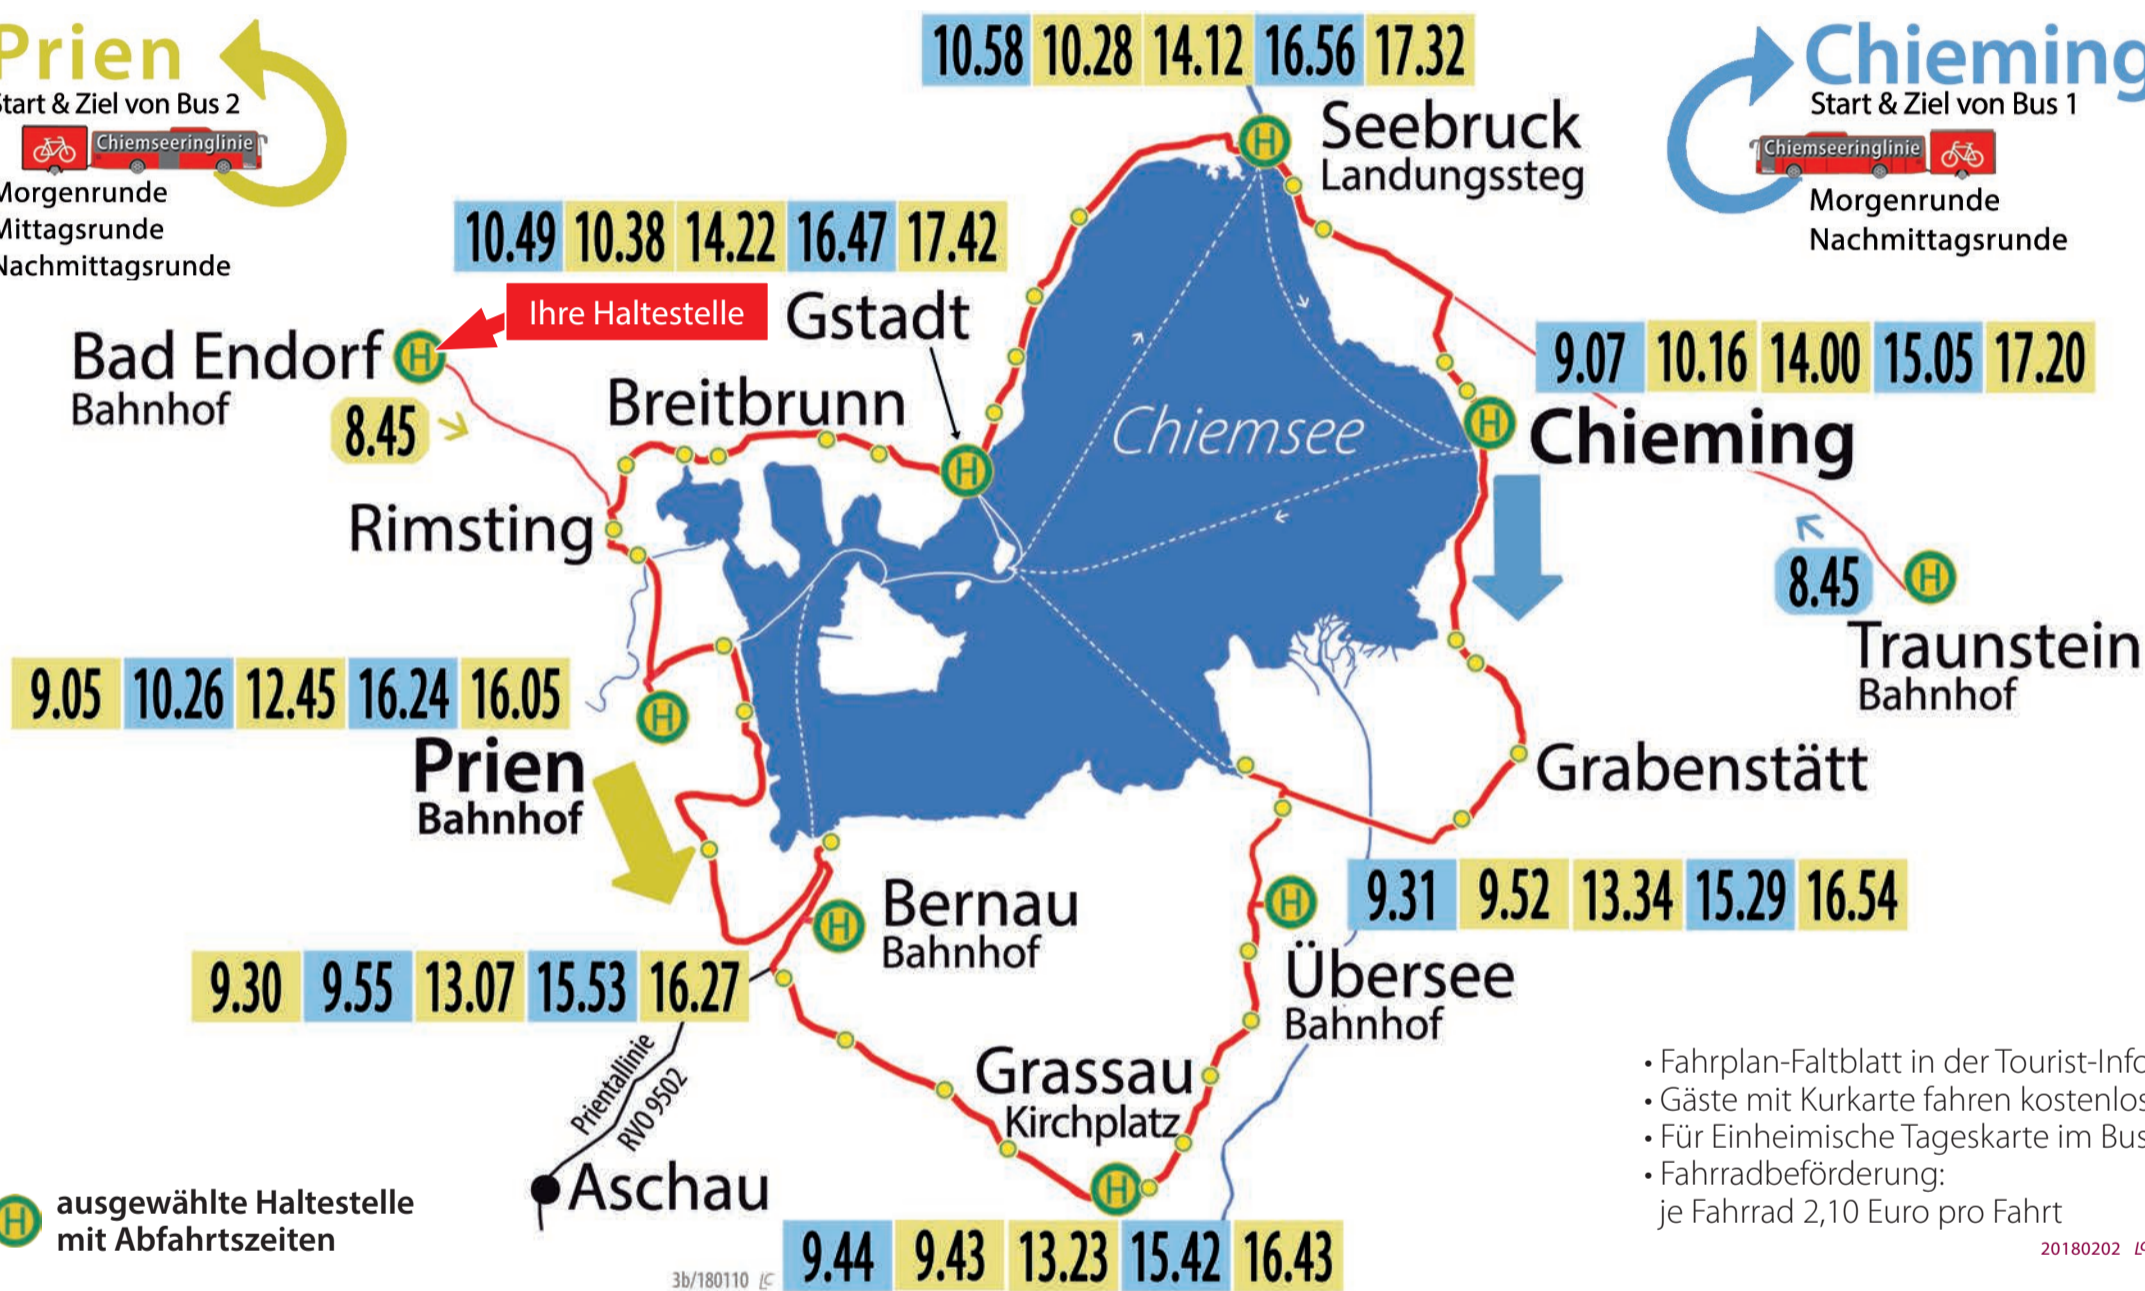 Prien
Start & Ziel von Bus 2
Chiemseeringlinie
Morgenrunde
Mittagsrunde
Nachmittagsrunde
10.58 10.28 14.12 16.56 17.32
Seebruck
Landungssteg
Chieming
Start & Ziel von Bus 1
Chiemseeringlinie
Morgenrunde
Nachmittagsrunde
10.49 10.38 14.22 16.47 17.42
Ihre Haltestelle
Gstadt
Bad Endorf H
Bahnhof
8.45
Breitbrunn
Chiemsee
9.07 10.16 14.00 15.05 17.20
H Chieming
Rimsting
8.45
H
Traunstein
Bahnhof
9.05 10.26 12.45 16.24 16.05
H
Prien
Bahnhof
Grabenstätt
H Bernau
Bahnhof
H
9.31 9.52 13.34 15.29 16.54
Übersee
Bahnhof
9.30 9.55 13.07 15.53 16.27
Prientallinie
RVO 9502
Aschau
Grassau
Kirchplatz
H
H
H
9.44 9.43 13.23 15.42 16.43
H ausgewählte Haltestelle
mit Abfahrtszeiten
3b/180110 LC
• Fahrplan-Faltblatt in der Tourist-Info
• Gäste mit Kurkarte fahren kostenlos
• Für Einheimische Tageskarte im Bus
• Fahrradbeförderung:
je Fahrrad 2,10 Euro pro Fahrt
20180202